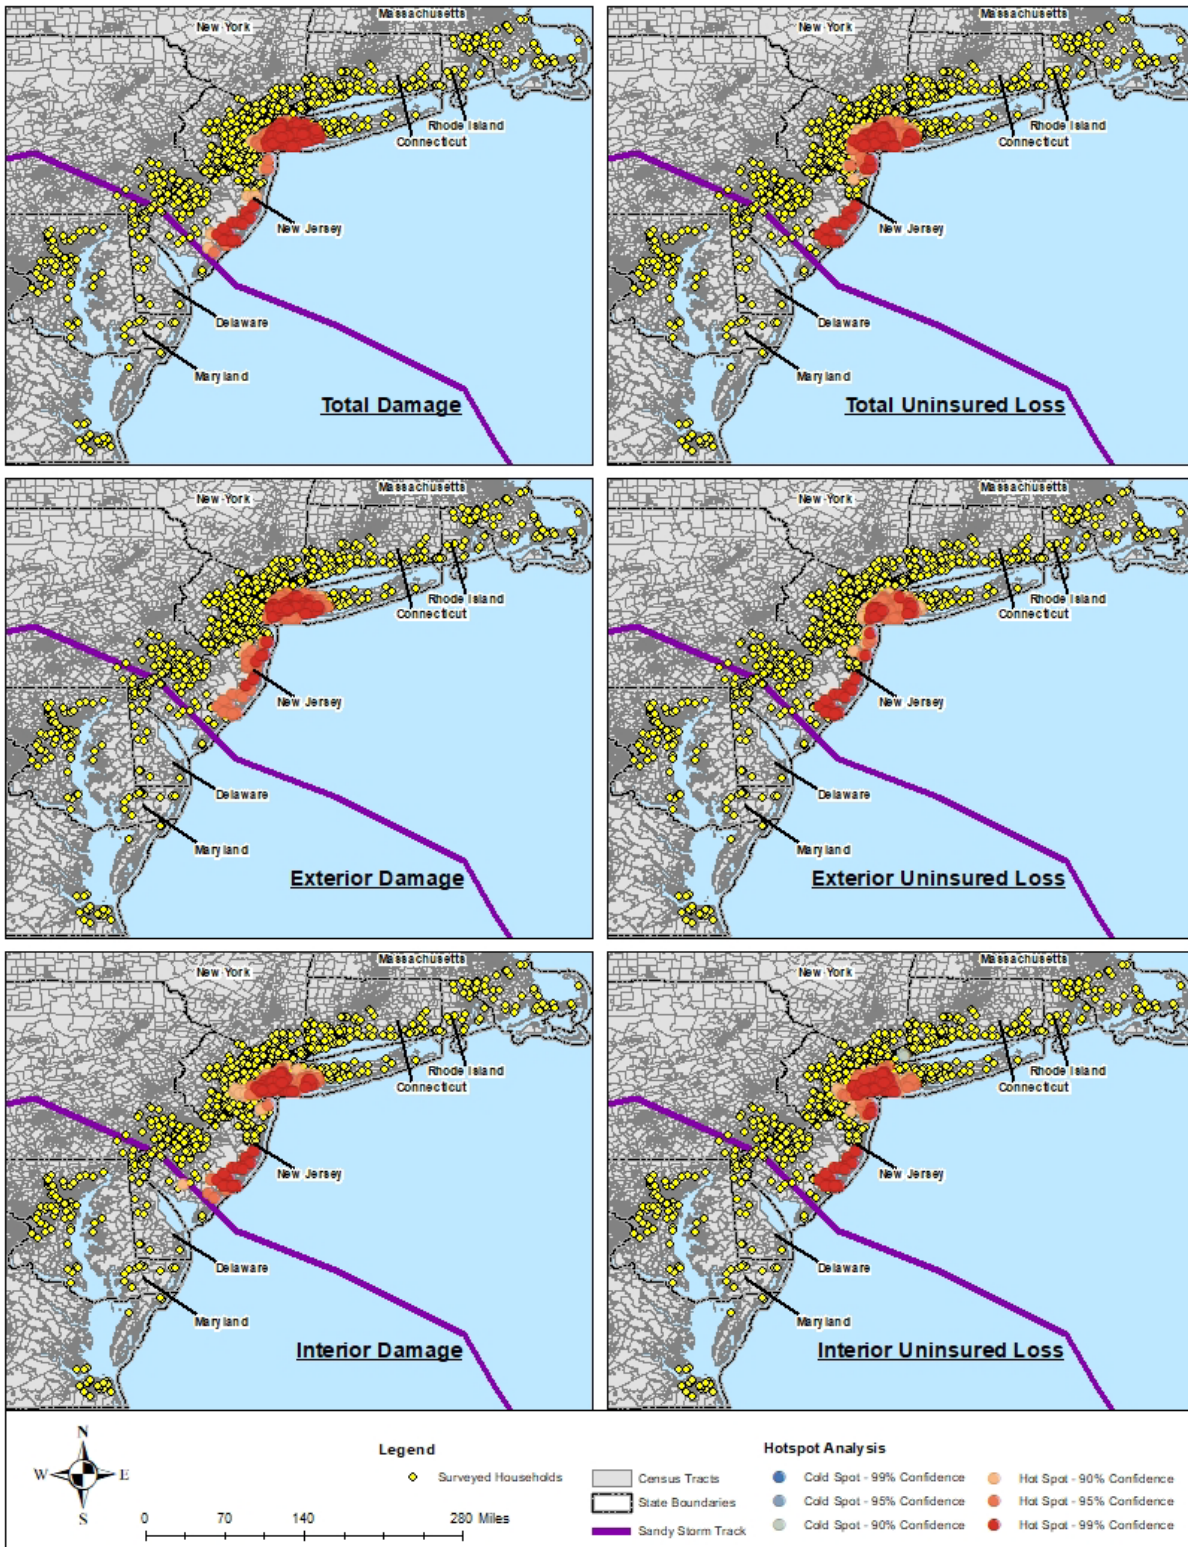 Massachusetts
New York
Rhode Island
Connecticut
New Jersey
Delaware
Maryland
Total Damage
Massachusetts
New York
Rhode Island
Connecticut
New Jersey
Delaware
Maryland
Total Uninsured Loss
Massachusetts
New York
Rhode Island
Connecticut
New Jersey
Delaware
Maryland
Exterior Damage
Massachusetts
New York
Rhode Island
Connecticut
New Jersey
Delaware
Maryland
Exterior Uninsured Loss
Massachusetts
New York
Rhode Island
Connecticut
New Jersey
Delaware
Maryland
Interior Damage
Massachusetts
New York
Rhode Island
Connecticut
New Jersey
Delaware
Maryland
Interior Uninsured Loss
N
W E
S
0 70 140 280 Miles
Legend
Surveyed Households
Census Tracts
State Boundaries
Sandy Storm Track
Hotspot Analysis
Cold Spot - 99% Confidence
Cold Spot - 95% Confidence
Cold Spot - 90% Confidence
Hot Spot - 90% Confidence
Hot Spot - 95% Confidence
Hot Spot - 99% Confidence